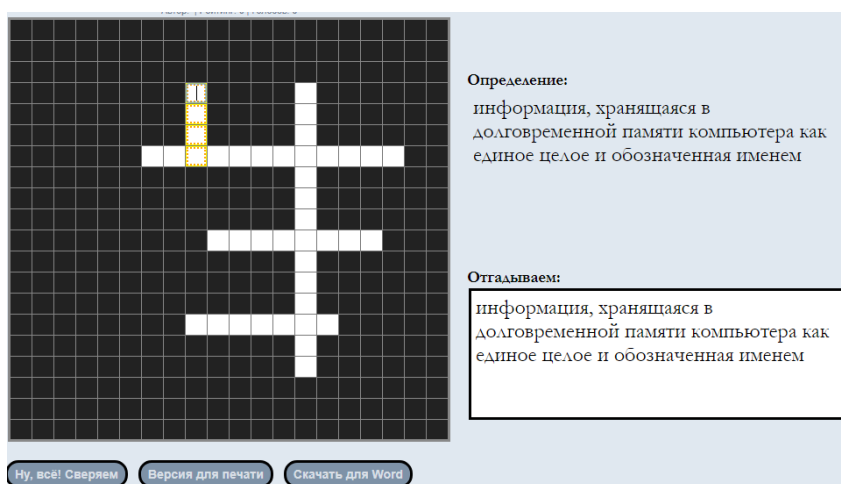 Определение:
информация, хранящаяся в
долговременной памяти компьютера как
единое целое и обозначенная именем
Отгадываем:
информация, хранящаяся в
долговременной памяти компьютера как
единое целое и обозначенная именем
Ну, всё! Сверяем
Версия для печати
Скачать для Word